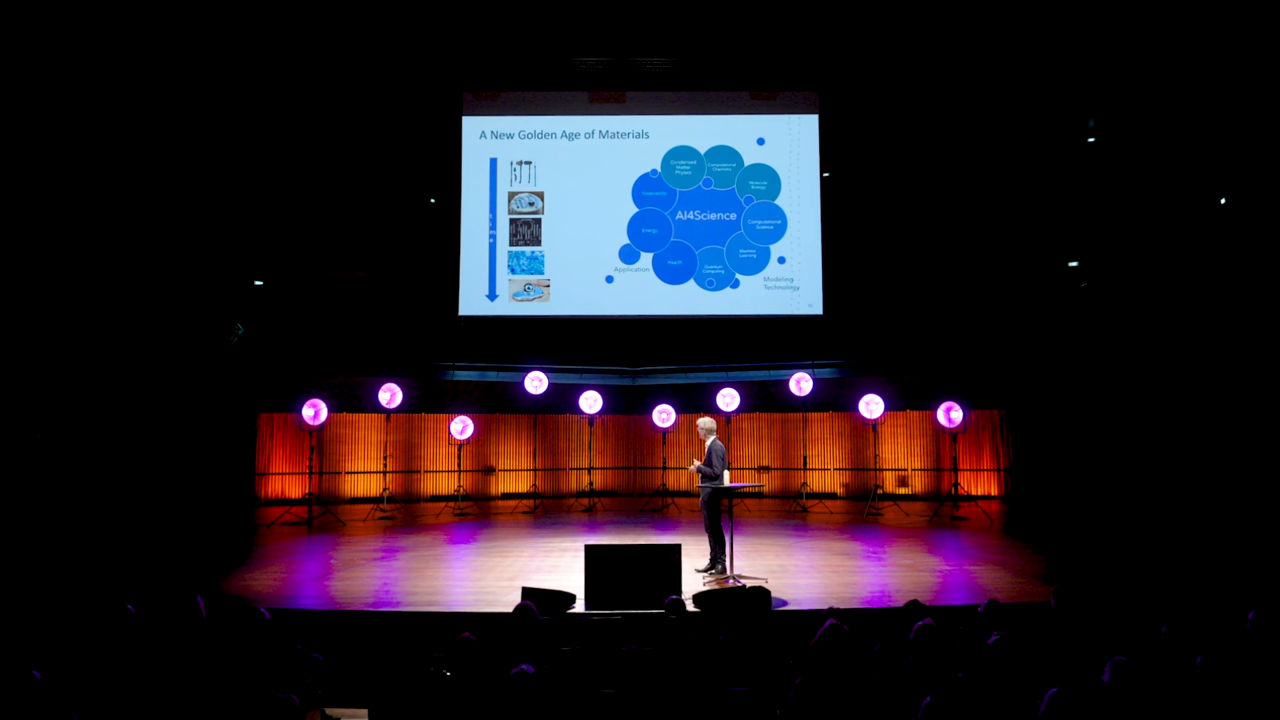 A New Golden Age of Materials
time
Condensed
Matter
Physics
Computational
Chemistry
Molecular
Biology
Sustainability
AI4Science
Computational
Science
Energy
Machine
Learning
Health
Quantum
Computing
Application
Modeling
Technology